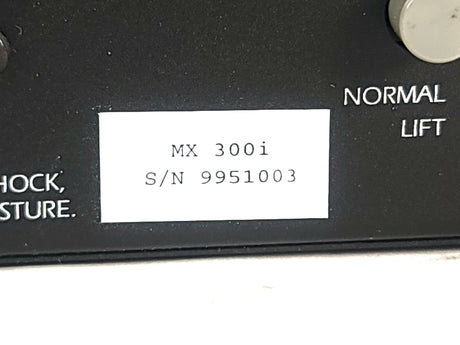 NORMAL
LIFT
MX 300i
S/N 9951003
HOCK,
STURE.